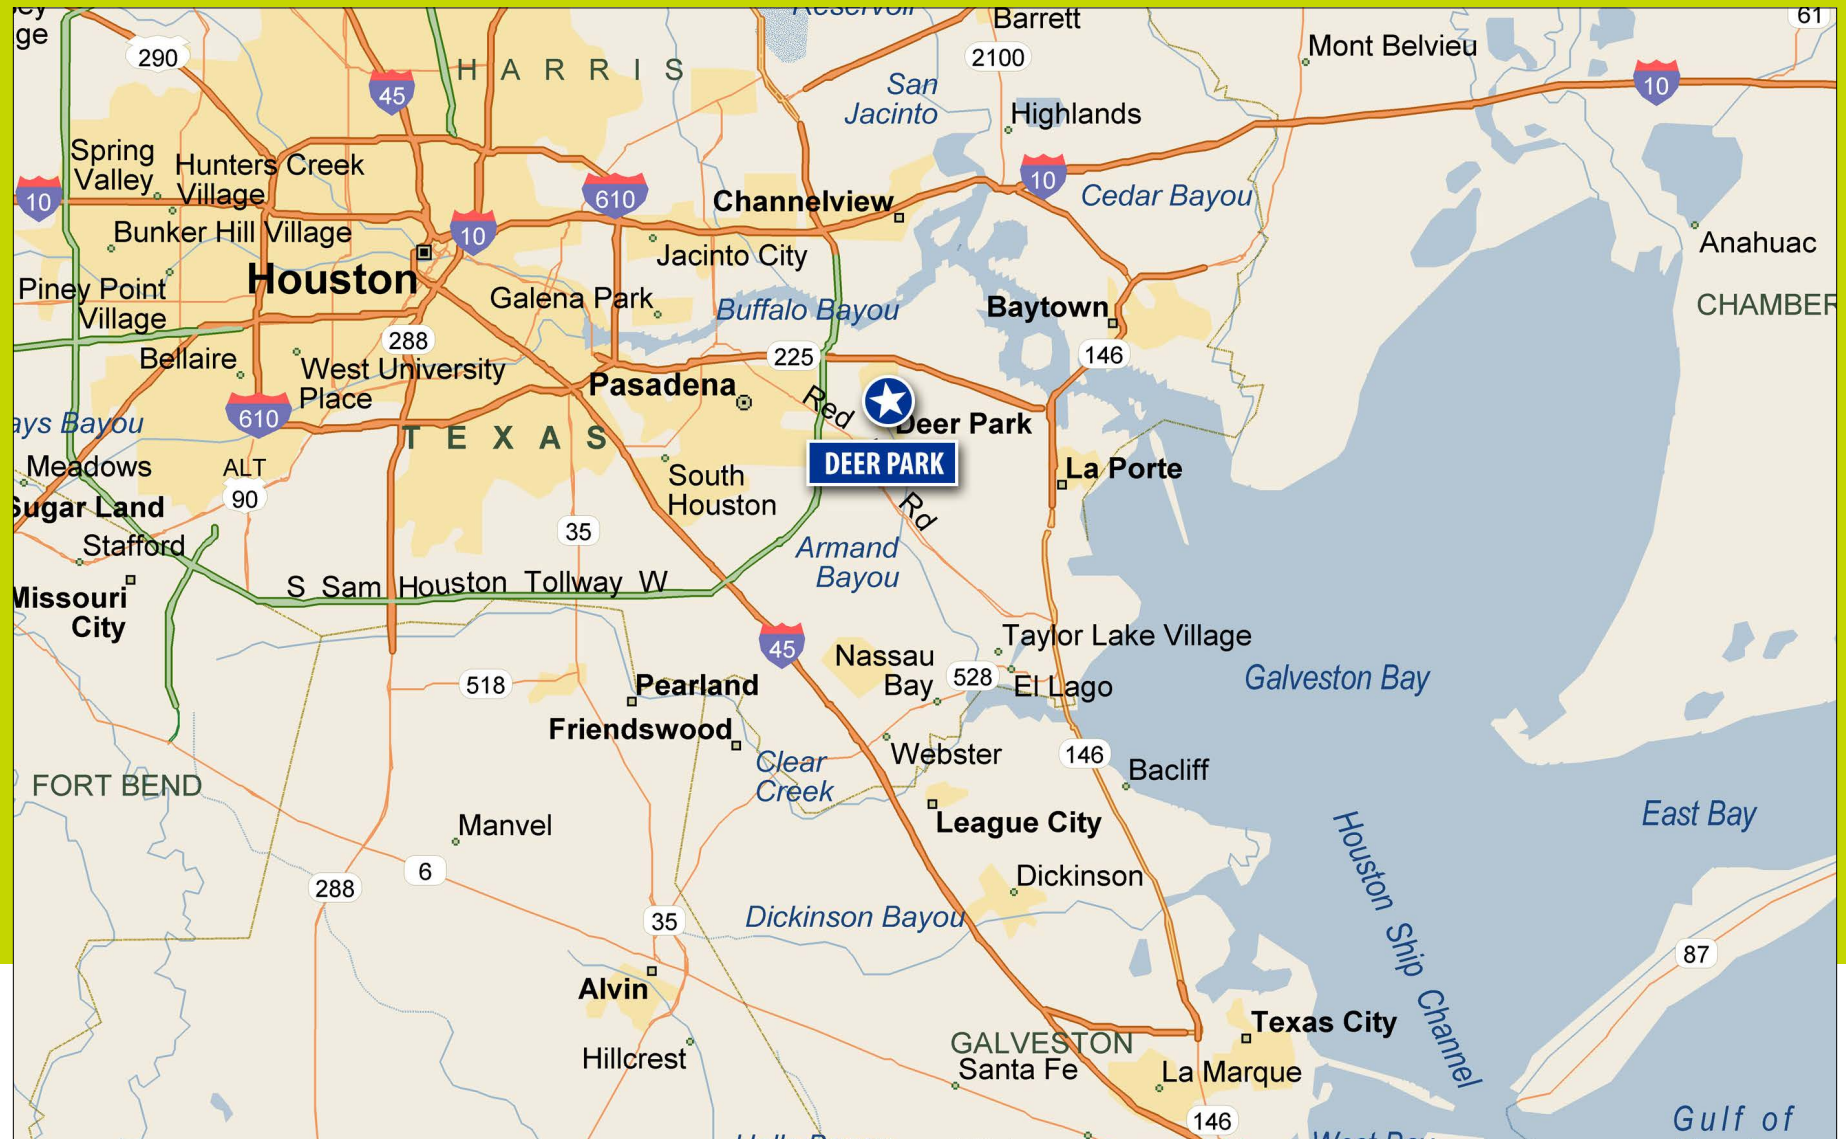 ge
Reservoir
Barrett
61
290
2100
Mont Belvieu
HARRIS
45
San
Jacinto
10
Highlands
Spring
Valley
Hunters Creek
Village
10
610
10
Channelview
Cedar Bayou
Bunker Hill Village
10
Jacinto City
Anahuac
Houston
Piney Point
Village
Galena Park
Buffalo Bayou
Baytown
CHAMBER
288
225
146
Bellaire
West University
Place
Pasadena
Red
610
ays Bayou
TEXAS
Deer Park
DEER PARK
Meadows
ALT
90
South
Houston
La Porte
Sugar Land
Rd
35
Stafford
Armand
Bayou
S Sam Houston Tollway W
Missouri
City
45
Taylor Lake Village
Nassau
Bay
528
El Lago
Galveston Bay
518
Pearland
Friendswood
Clear
Creek
Webster
146
Bacliff
FORT BEND
East Bay
League City
Manvel
Houston Ship Channel
6
288
Dickinson
35
Dickinson Bayou
87
Alvin
Texas City
GALVESTON
Hillcrest
Santa Fe
La Marque
146
Gulf of
West Bay